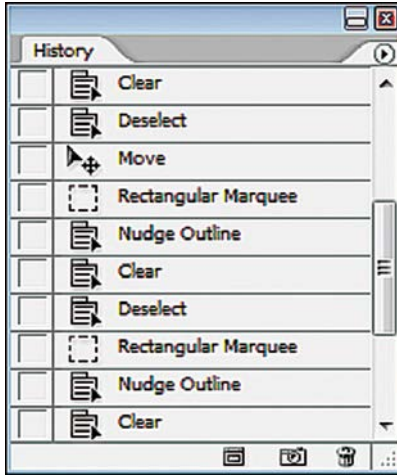 History
Clear
Deselect
Move
Rectangular Marquee
Nudge Outline
Clear
Deselect
Rectangular Marquee
Nudge Outline
Clear